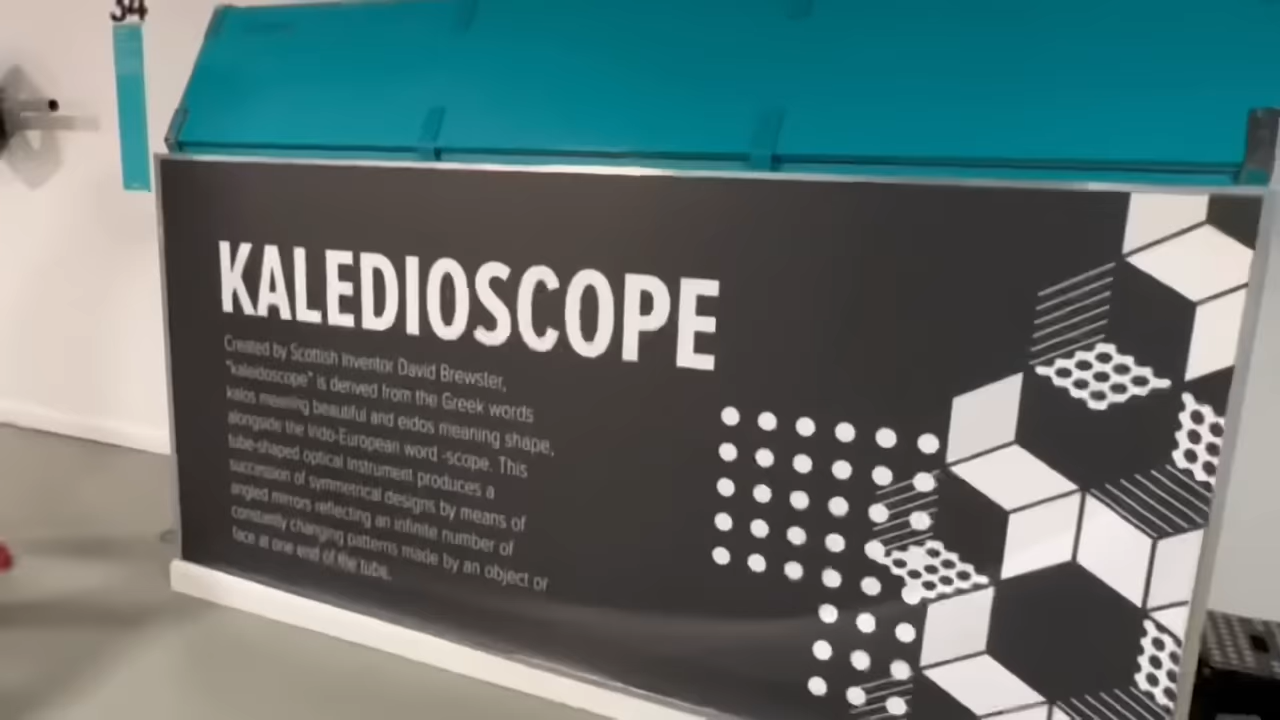 34
KALEDIOSCOPE
Created by Scottish Inventor David Brewster,
"kaleidoscope" is derived from the Greek words
kalos meaning beautiful and eidos meaning shape,
alongside the Indo-European word -scope. This
tube-shaped optical instrument produces a
succession of symmetrical designs by means of
angled mirrors reflecting an infinite number of
constantly changing patterns made by an object or
face at one end of the tube.